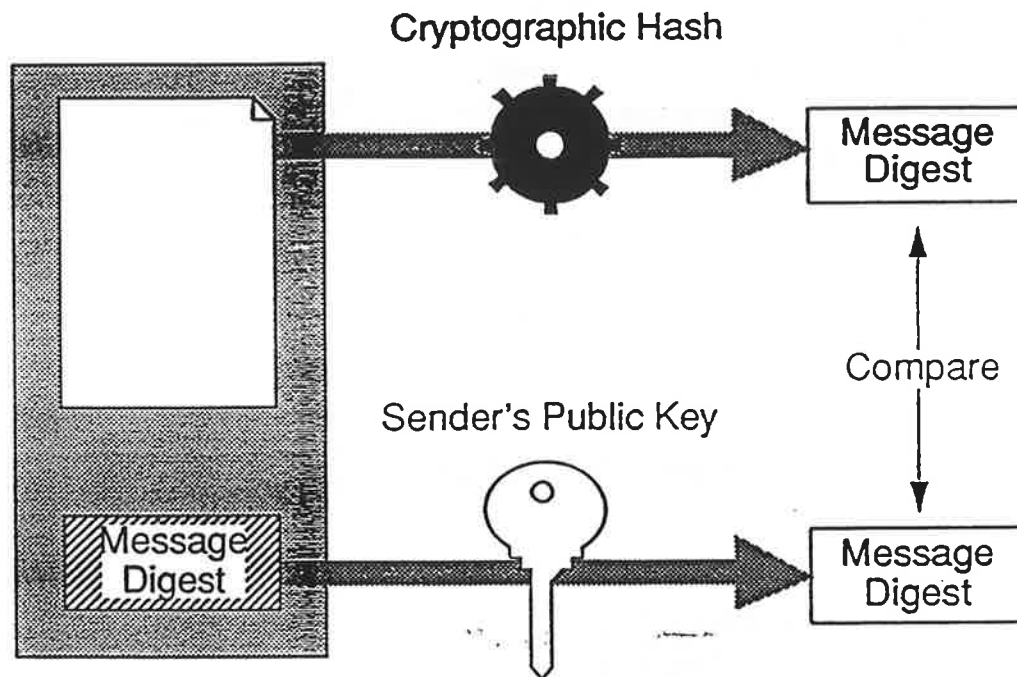 Cryptographic Hash
Message
Digest
Compare
Sender's Public Key
Message
Digest
Message
Digest